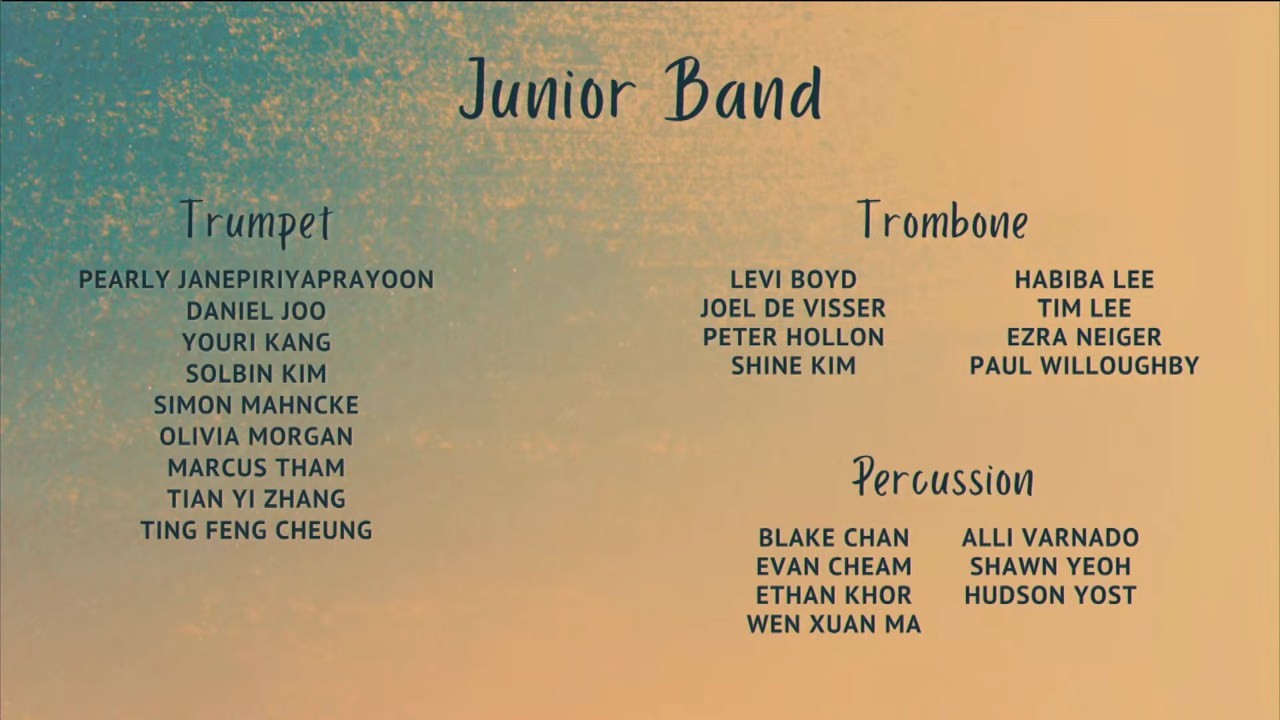 Junior Band
Trumpet
PEARLY JANEPIRIYAPRAYOON
DANIEL JOO
YOURI KANG
SOLBIN KIM
SIMON MAHNCKE
OLIVIA MORGAN
MARCUS THAM
TIAN YI ZHANG
TING FENG CHEUNG
Trombone
LEVI BOYD
JOEL DE VISSER
PETER HOLLON
SHINE KIM
HABIBA LEE
TIM LEE
EZRA NEIGER
PAUL WILLOUGHBY
Percussion
BLAKE CHAN
EVAN CHEAM
ETHAN KHOR
WEN XUAN MA
ALLI VARNADO
SHAWN YEOH
HUDSON YOST